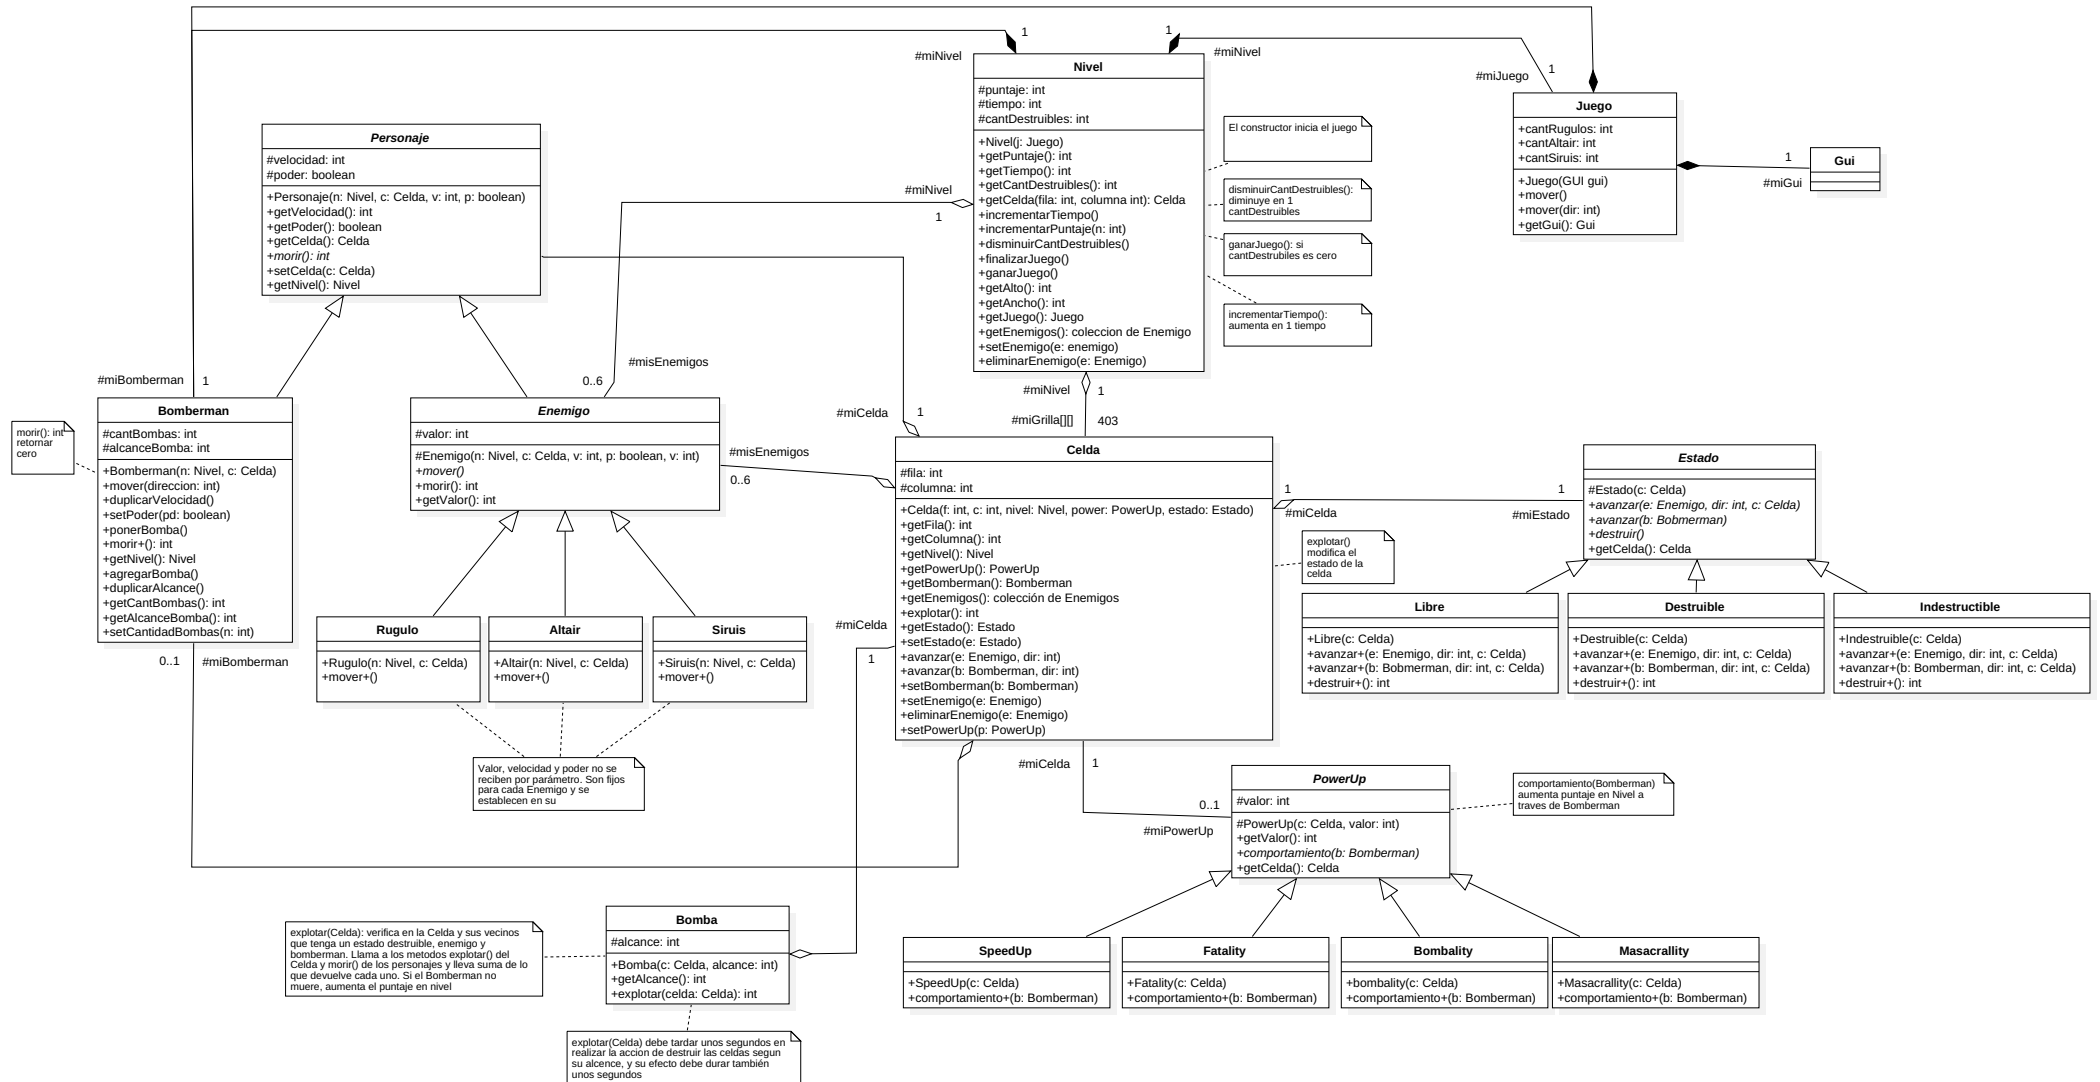 1
#miNivel
1
#miNivel
#miJuego
1
Nivel
#puntaje: int
#tiempo: int
#cantDestruibles: int
+Nivel(j: Juego)
+getPuntaje(): int
+getTiempo(): int
+getCantDestruibles(): int
+getCelda(fila: int, columna int): Celda
+incrementarTiempo()
+incrementarPuntaje(n: int)
+disminuirCantDestruibles()
+finalizarJuego()
+ganarJuego()
+getAlto(): int
+getAncho(): int
+getJuego(): Juego
+getEnemigos(): coleccion de Enemigo
+setEnemigo(e: enemigo)
+eliminarEnemigo(e: Enemigo)
El constructor inicia el juego
disminuirCantDestruibles():
diminuye en 1
cantDestruibles
ganarJuego(): si
cantDestrubiles es cero
incrementarTiempo():
aumenta en 1 tiempo
Juego
+cantRugulos: int
+cantAltair: int
+cantSiruis: int
+Juego(GUI gui)
+mover()
+mover(dir: int)
+getGui(): Gui
1
#miGui
Gui
Personaje
#velocidad: int
#poder: boolean
+Personaje(n: Nivel, c: Celda, v: int, p: boolean)
+getVelocidad(): int
+getPoder(): boolean
+getCelda(): Celda
+morir(): int
+setCelda(c: Celda)
+getNivel(): Nivel
#miNivel
1
#misEnemigos
0..6
#miBomberman
1
#miCelda
1
#miNivel
1
#miGrilla[][]
403
Bomberman
#cantBombas: int
#alcanceBomba: int
+Bomberman(n: Nivel, c: Celda)
+mover(direccion: int)
+duplicarVelocidad()
+setPoder(pd: boolean)
+ponerBomba()
+morir+(): int
+getNivel(): Nivel
+agregarBomba()
+duplicarAlcance()
+getCantBombas(): int
+getAlcanceBomba(): int
+setCantidadBombas(n: int)
morir(): int
retornar
cero
0..1
#miBomberman
Enemigo
#valor: int
#Enemigo(n: Nivel, c: Celda, v: int, p: boolean, v: int)
+mover()
+morir(): int
+getValor(): int
#misEnemigos
0..6
Rugulo
+Rugulo(n: Nivel, c: Celda)
+mover+()
Altair
+Altair(n: Nivel, c: Celda)
+mover+()
Siruis
+Siruis(n: Nivel, c: Celda)
+mover+()
Valor, velocidad y poder no se
reciben por parámetro. Son fijos
para cada Enemigo y se
establecen en su
Celda
#fila: int
#columna: int
+Celda(f: int, c: int, nivel: Nivel, power: PowerUp, estado: Estado)
+getFila(): int
+getColumna(): int
+getNivel(): Nivel
+getPowerUp(): PowerUp
+getBomberman(): Bomberman
+getEnemigos(): colección de Enemigos
+explotar(): int
+getEstado(): Estado
+setEstado(e: Estado)
+avanzar(e: Enemigo, dir: int)
+avanzar(b: Bomberman, dir: int)
+setBomberman(b: Bomberman)
+setEnemigo(e: Enemigo)
+eliminarEnemigo(e: Enemigo)
+setPowerUp(p: PowerUp)
#miCelda
1
1
#miCelda
1
#miEstado
explotar()
modifica el
estado de la
celda
Estado
#Estado(c: Celda)
+avanzar(e: Enemigo, dir: int, c: Celda)
+avanzar(b: Bobmerman)
+destruir()
+getCelda(): Celda
Libre
+Libre(c: Celda)
+avanzar+(e: Enemigo, dir: int, c: Celda)
+avanzar+(b: Bobmerman, dir: int, c: Celda)
+destruir+(): int
Destruible
+Destruible(c: Celda)
+avanzar+(e: Enemigo, dir: int, c: Celda)
+avanzar+(b: Bomberman, dir: int, c: Celda)
+destruir+(): int
Indestructible
+Indestruible(c: Celda)
+avanzar+(e: Enemigo, dir: int, c: Celda)
+avanzar+(b: Bomberman, dir: int, c: Celda)
+destruir+(): int
#miCelda
1
0..1
#miPowerUp
PowerUp
#valor: int
#PowerUp(c: Celda, valor: int)
+getValor(): int
+comportamiento(b: Bomberman)
+getCelda(): Celda
comportamiento(Bomberman)
aumenta puntaje en Nivel a
traves de Bomberman
SpeedUp
+SpeedUp(c: Celda)
+comportamiento+(b: Bomberman)
Fatality
+Fatality(c: Celda)
+comportamiento+(b: Bomberman)
Bombality
+bombality(c: Celda)
+comportamiento+(b: Bomberman)
Masacrallity
+Masacrallity(c: Celda)
+comportamiento+(b: Bomberman)
Bomba
#alcance: int
+Bomba(c: Celda, alcance: int)
+getAlcance(): int
+explotar(celda: Celda): int
explotar(Celda): verifica en la Celda y sus vecinos
que tenga un estado destruible, enemigo y
bomberman. Llama a los metodos explotar() del
Celda y morir() de los personajes y lleva suma de lo
que devuelve cada uno. Si el Bomberman no
muere, aumenta el puntaje en nivel
explotar(Celda) debe tardar unos segundos en
realizar la accion de destruir las celdas segun
su alcence, y su efecto debe durar también
unos segundos